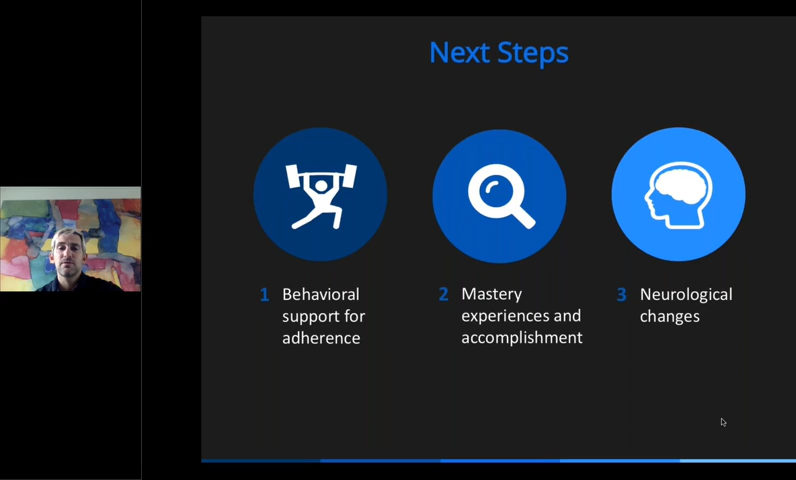 Next Steps
1 Behavioral
support for
adherence
2 Mastery
experiences and
accomplishment
3 Neurological
changes